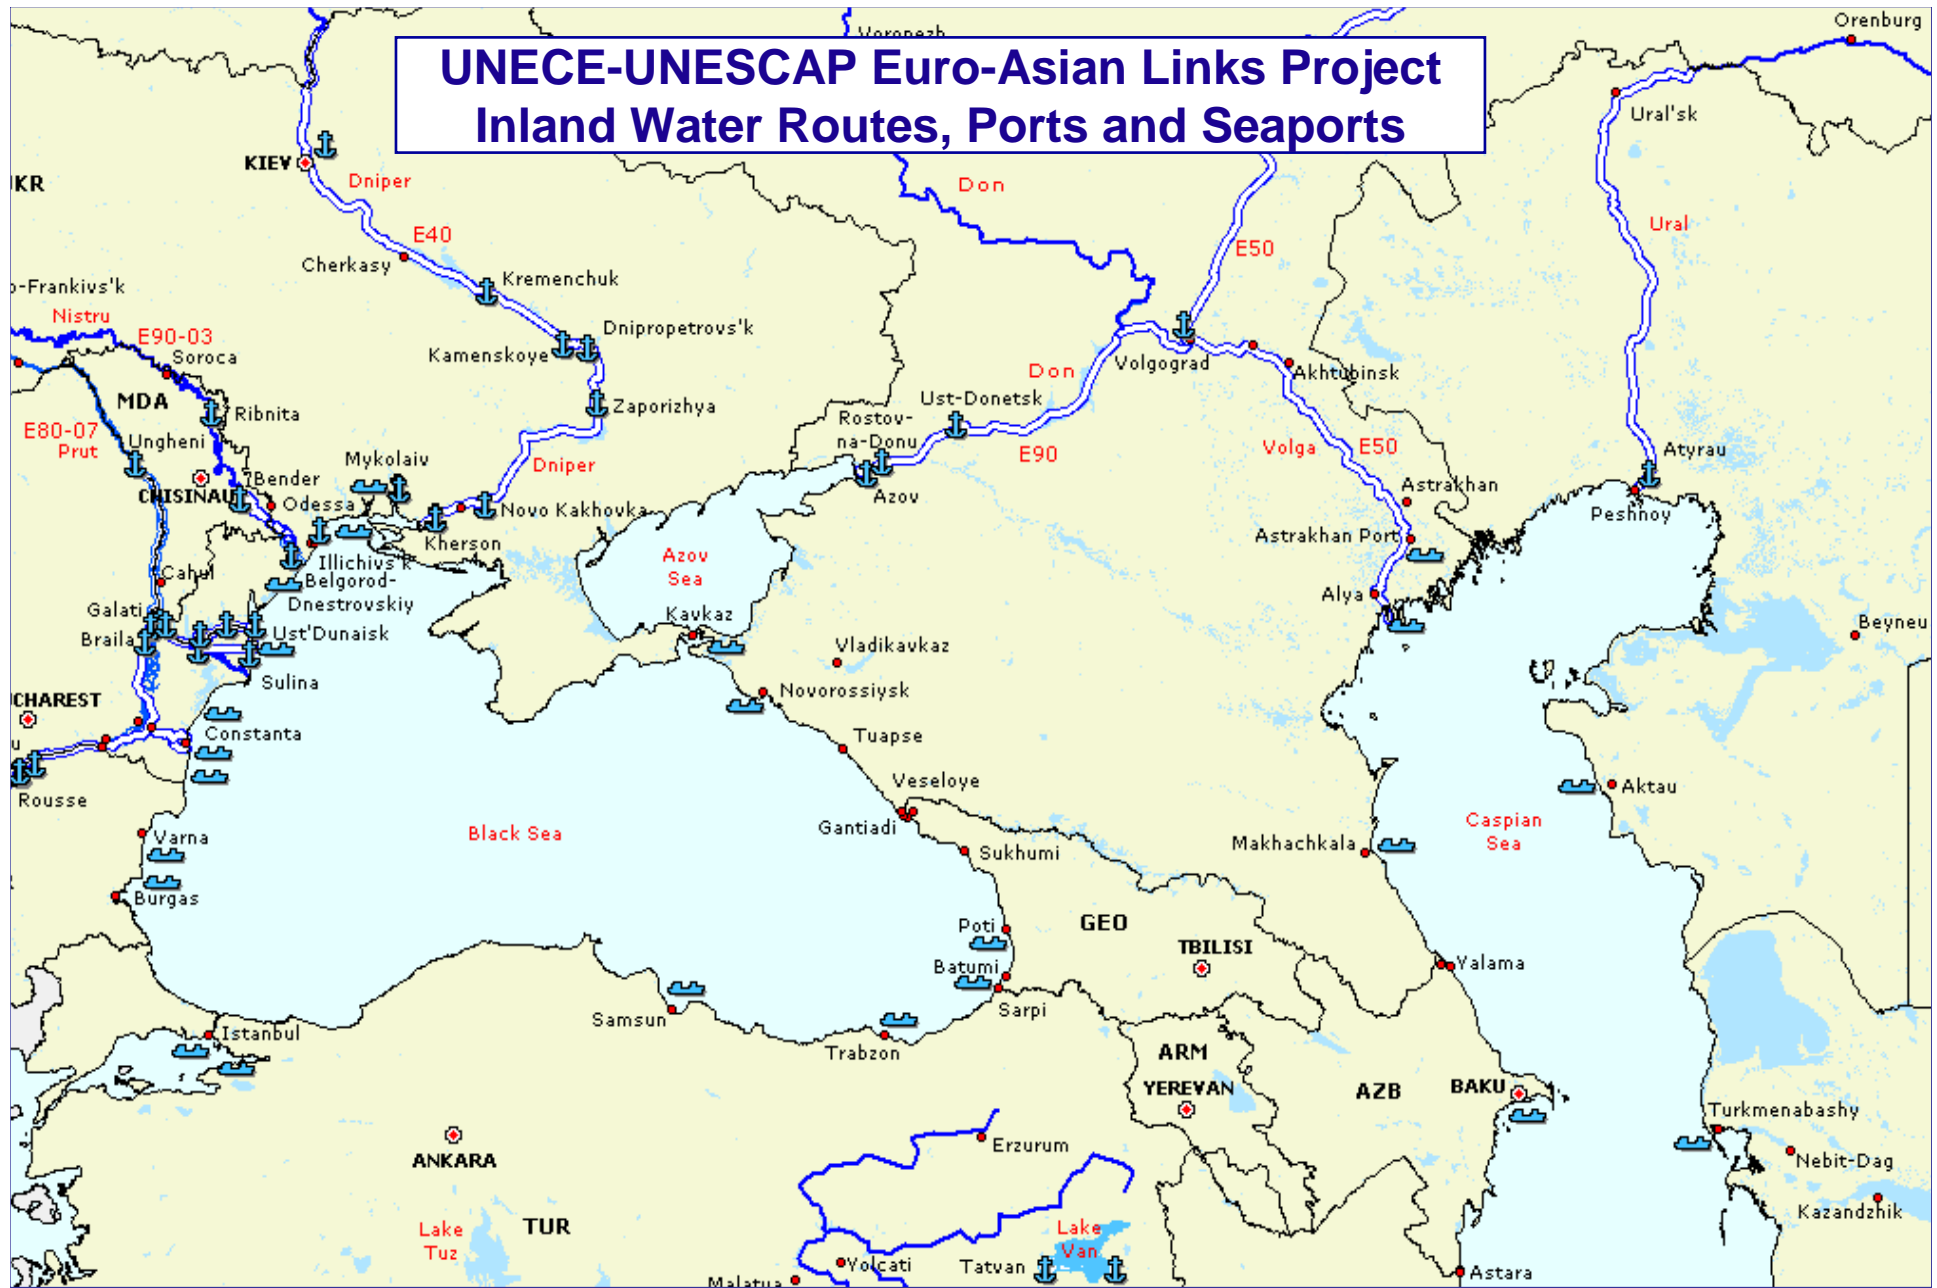 Orenburg
Voronezh
UNECE-UNESCAP Euro-Asian Links Project
Inland Water Routes, Ports and Seaports
Ural'sk
KIEV
Dniper
Don
Ural
E40
E50
Cherkasy
Kremenchuk
Nistru
E90-03
Soroca
Dnipropetrovs'k
Kamenskoye
MDA
Ribnita
E80-07
Prut
Ungheni
Zaporizhya
Don
Volgograd
Akhtubinsk
Ust-Donetsk
Rostov-
na-Donu
E90
Volga
E50
Atyrau
Mykolaiv
Dniper
CHISINAU
Bender
Odessa
Novo Kakhovka
Azov
Astrakhan
Peshnoy
Kherson
Illichivs'k
Astrakhan Port
Azov
Sea
Cahul
Belgorod-
Dnestrovskiy
Alya
Galati
Braila
Ust'Dunaisk
Kavkaz
Vladikavkaz
Beyneu
Sulina
Novorossiysk
Constanta
Tuapse
Rousse
Veseloye
Aktau
Varna
Black Sea
Gantiadi
Caspian
Sea
Sukhumi
Makhachkala
Burgas
Poti
GEO
TBILISI
Batumi
Yalama
Samsun
Sarpi
Istanbul
Trabzon
ARM
YEREVAN
AZB
BAKU
Turkmenabashy
Erzurum
ANKARA
Nebit-Dag
Kazandzhik
Lake
Tuz
TUR
Lake
Van
Yolcati
Tatvan
Malatya
Astara